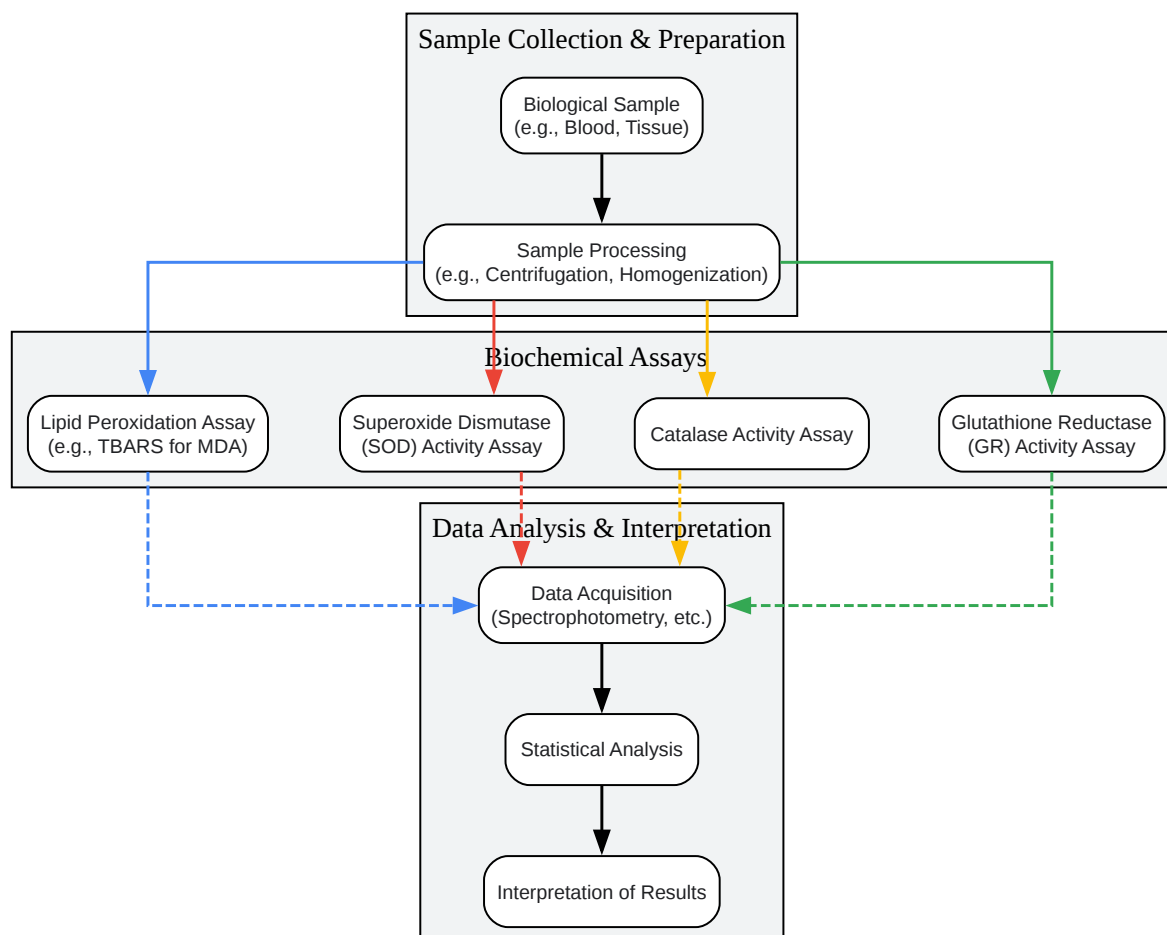 Sample Collection & Preparation
Biological Sample
(e.g., Blood, Tissue)
Sample Processing
(e.g., Centrifugation, Homogenization)
Biochemical Assays
Lipid Peroxidation Assay
(e.g., TBARS for MDA)
Superoxide Dismutase
(SOD) Activity Assay
Catalase Activity Assay
Glutathione Reductase
(GR) Activity Assay
Data Analysis & Interpretation
Data Acquisition
(Spectrophotometry, etc.)
Statistical Analysis
Interpretation of Results